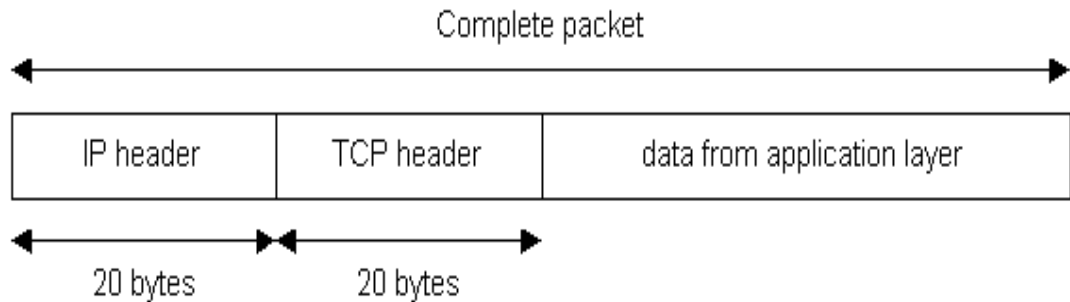 Complete packet
IP header
TCP header
data from application layer
20 bytes
20 bytes